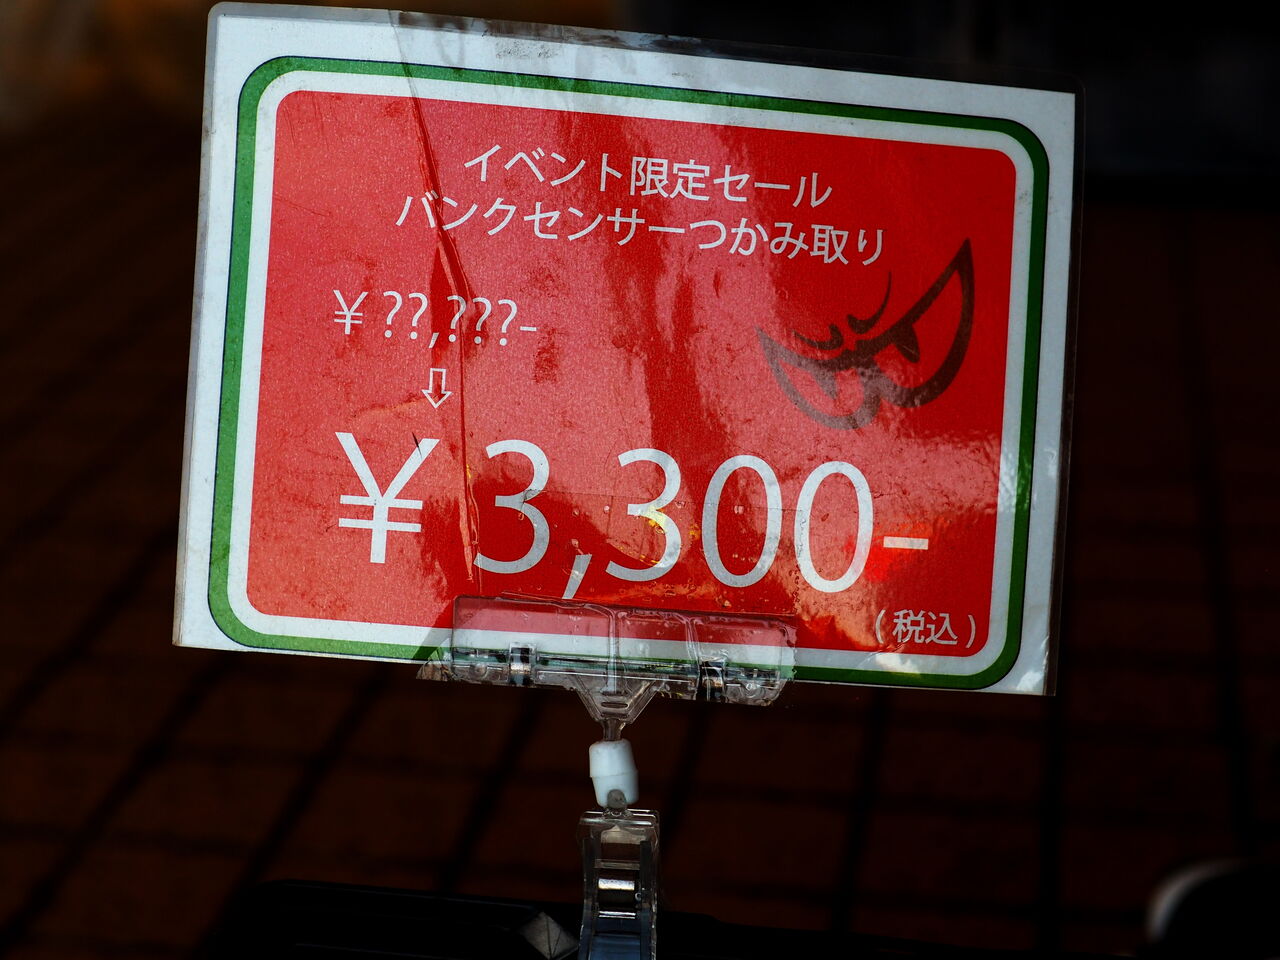 イベント限定セール
バンクセンサーつかみ取り
¥ ??,???-
⇩
¥3,300-
(税込)